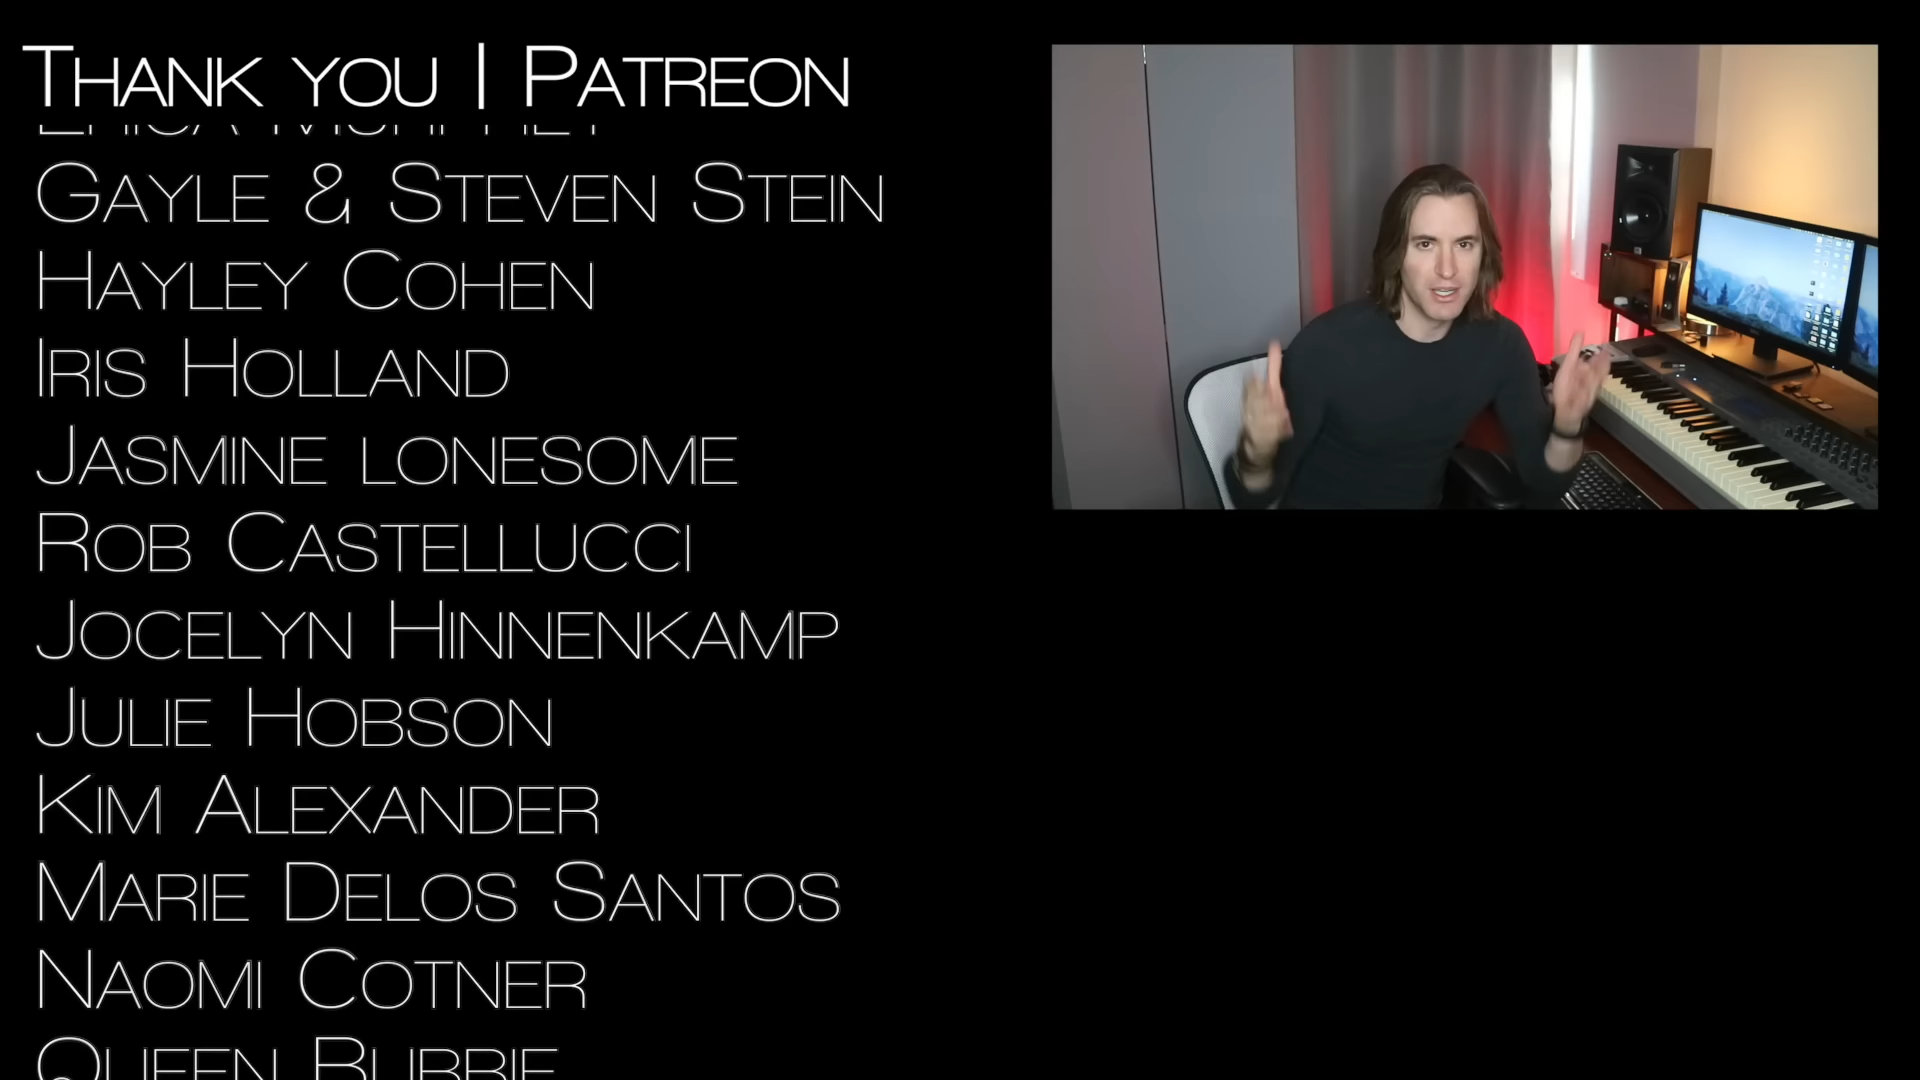 Thank you | Patreon
Gayle & Steven Stein
Hayley Cohen
Iris Holland
Jasmine lonesome
Rob Castellucci
Jocelyn Hinnenkamp
Julie Hobson
Kim Alexander
Marie Delos Santos
Naomi Cotner
Queen